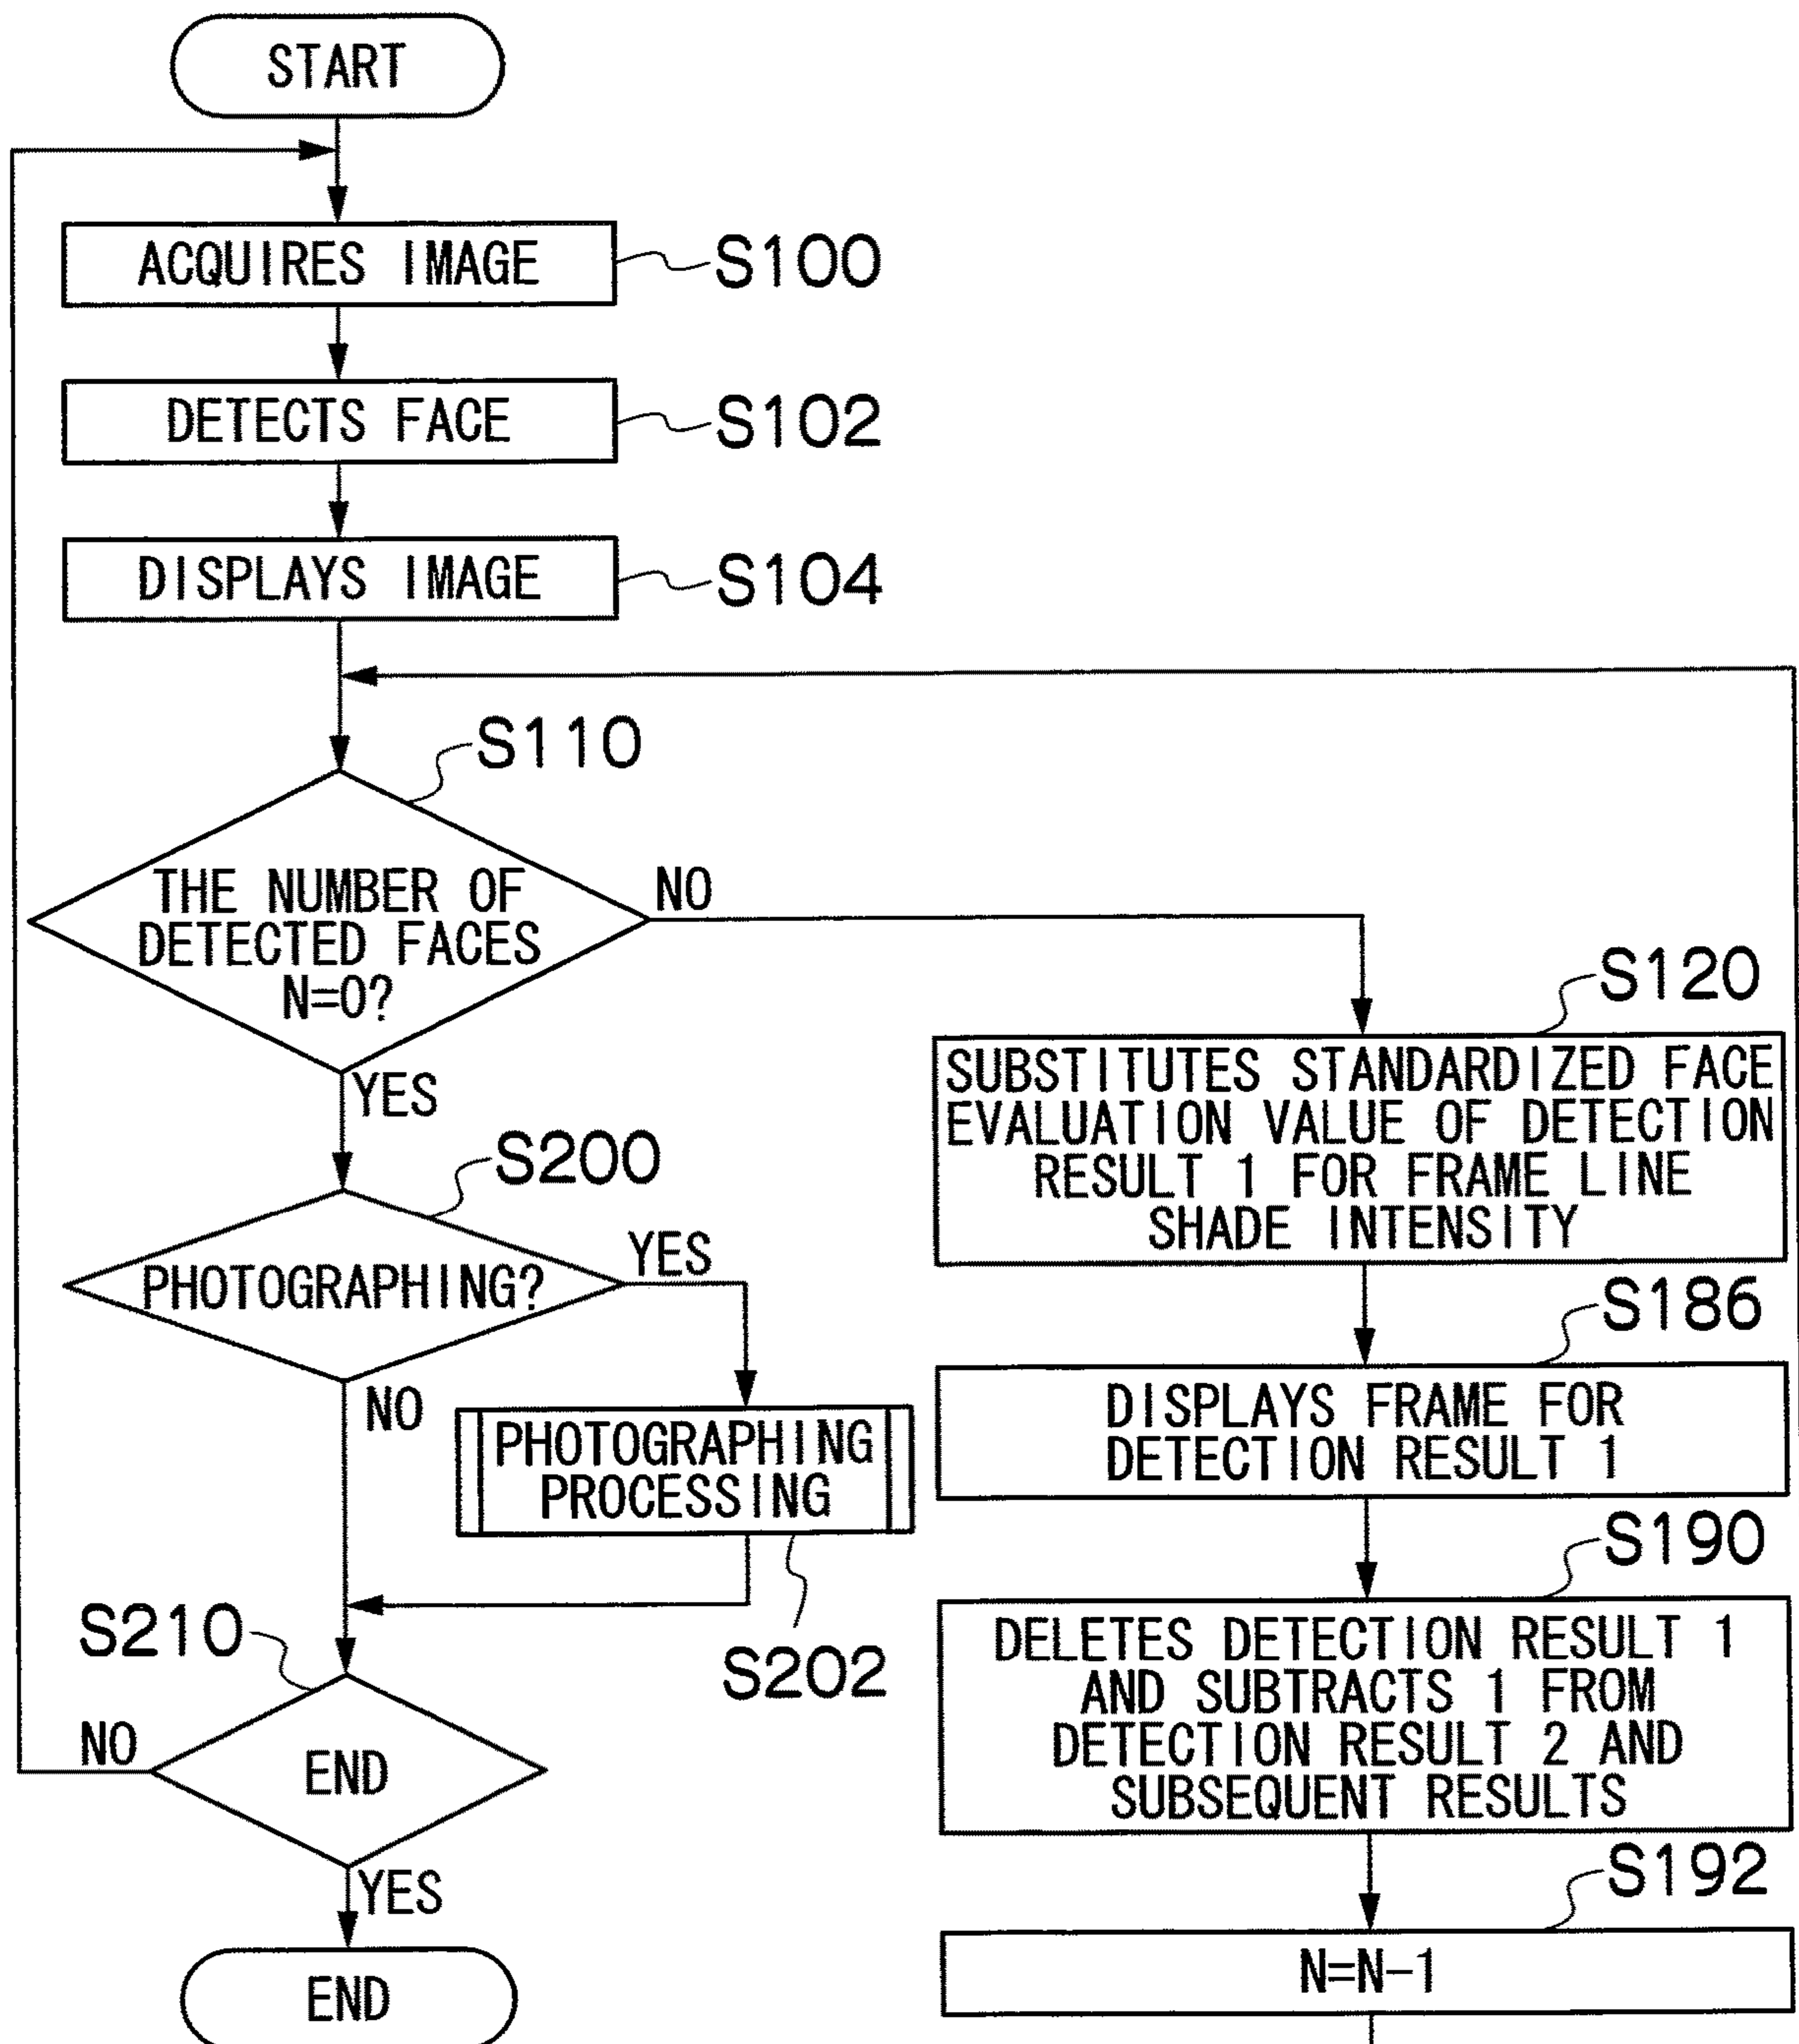 START
ACQUIRES IMAGE
S100
DETECTS FACE
S102
DISPLAYS IMAGE
S104
S110
THE NUMBER OF
DETECTED FACES
N=0?
NO
YES
S120
SUBSTITUTES STANDARDIZED FACE
EVALUATION VALUE OF DETECTION
RESULT 1 FOR FRAME LINE
SHADE INTENSITY
S200
PHOTOGRAPHING?
YES
NO
S186
DISPLAYS FRAME FOR
DETECTION RESULT 1
PHOTOGRAPHING
PROCESSING
S202
S190
DELETES DETECTION RESULT 1
AND SUBTRACTS 1 FROM
DETECTION RESULT 2 AND
SUBSEQUENT RESULTS
S210
END
NO
YES
S192
N=N-1
END